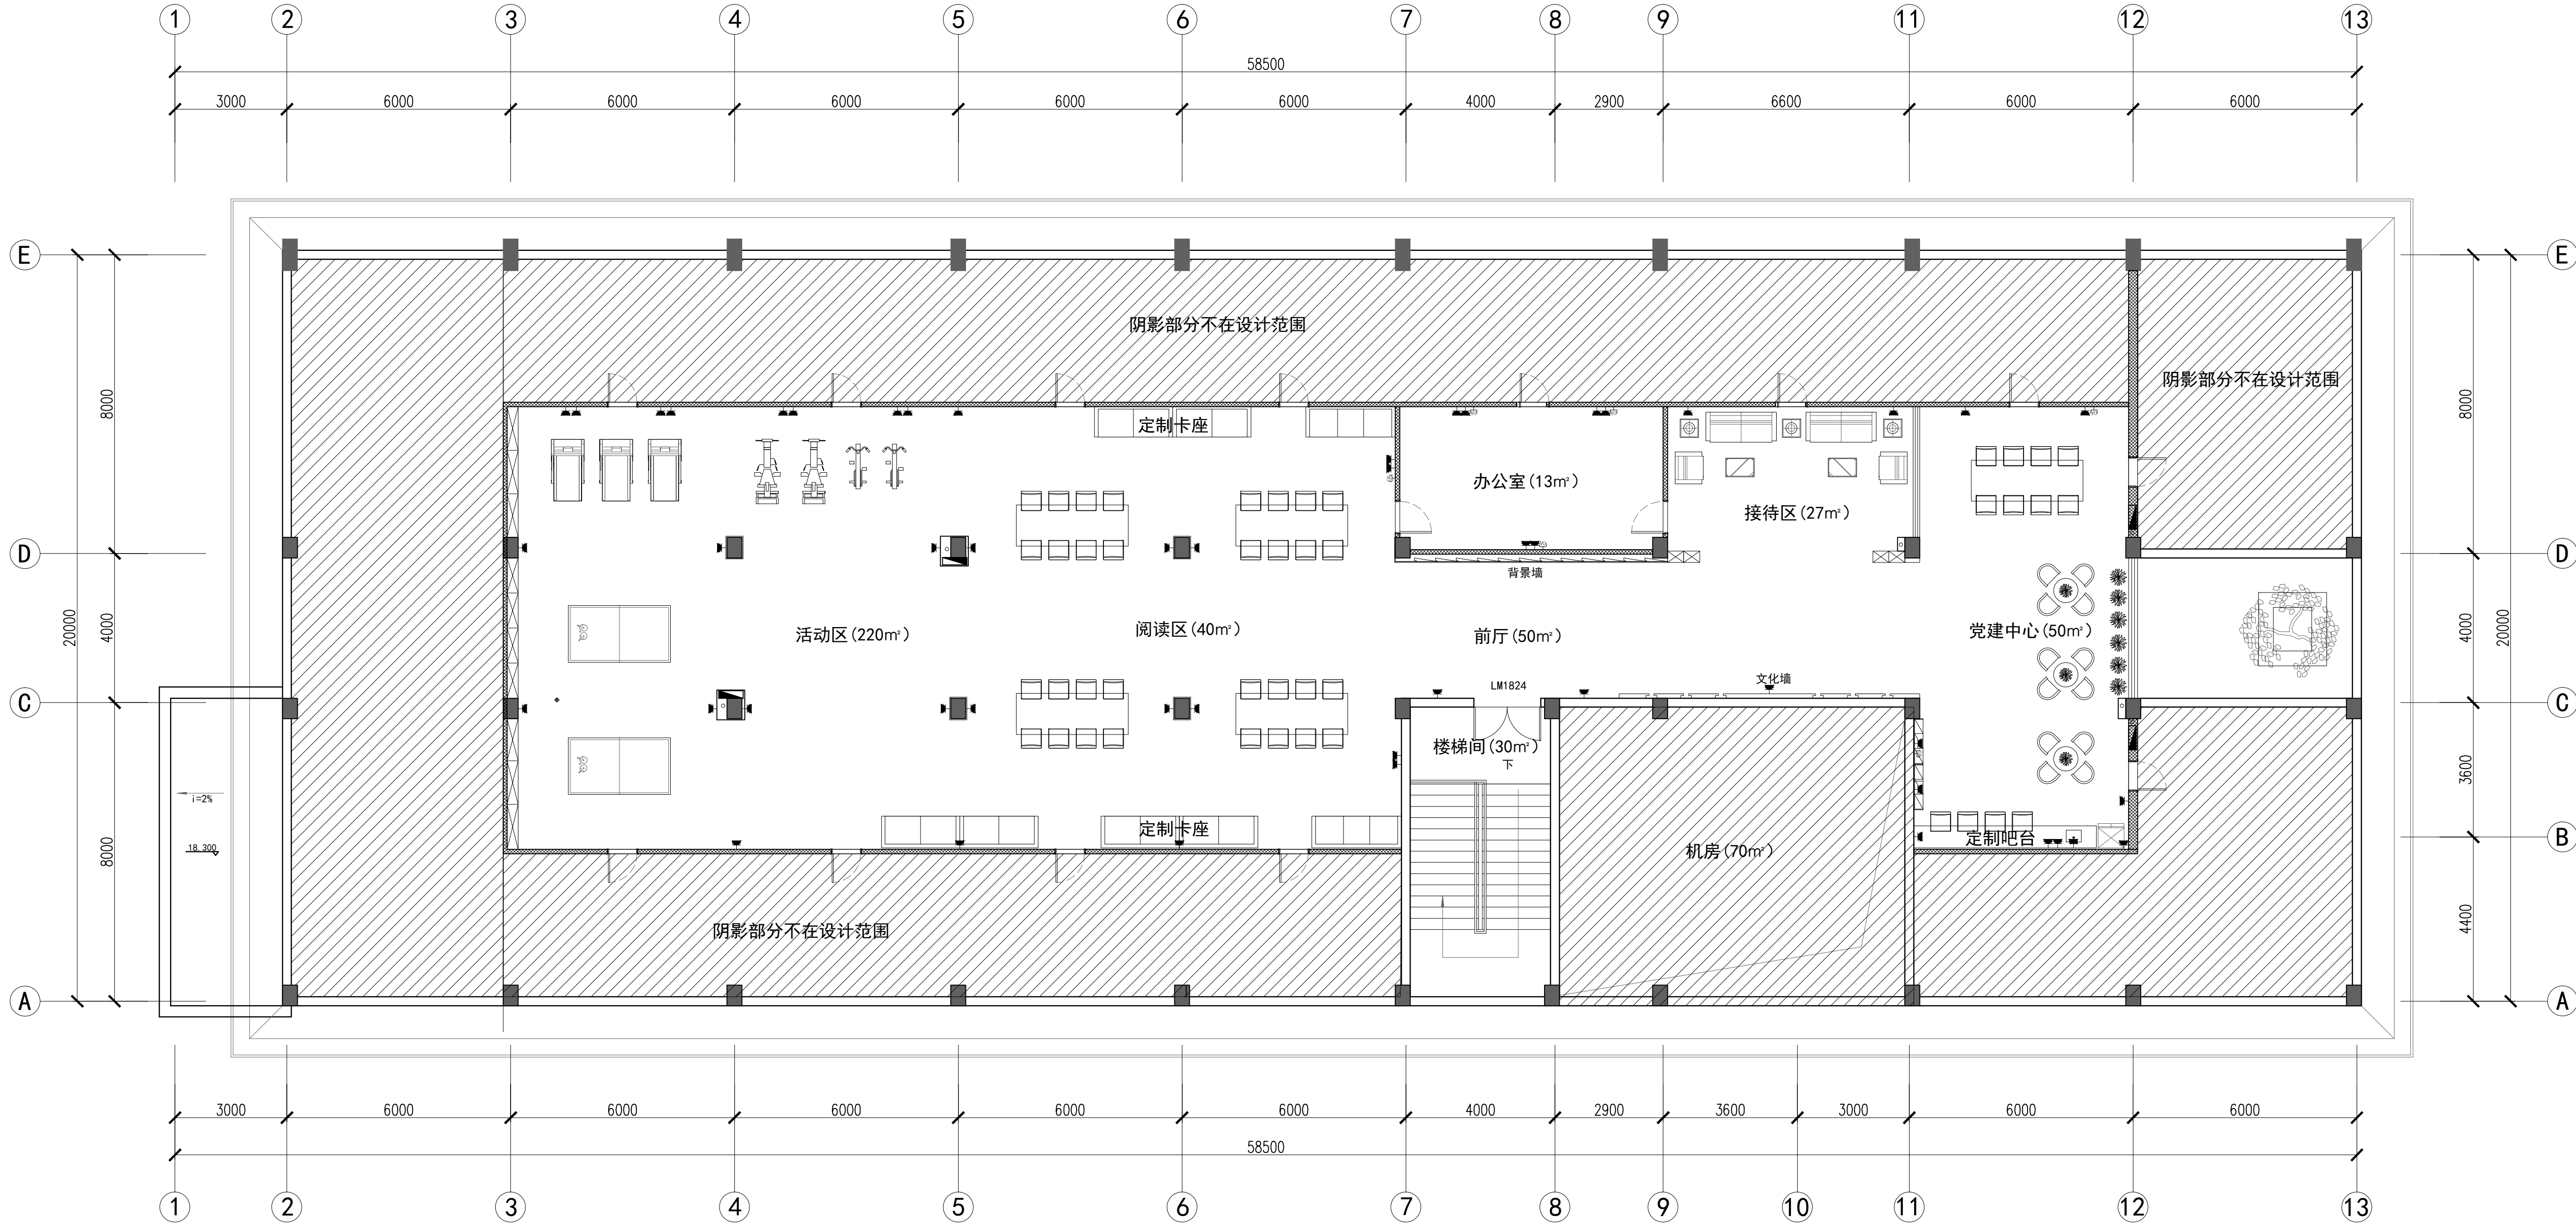 1 2 3 4 5 6 7 8 9 11 12 13
58500
3000 6000 6000 6000 6000 6000 4000 2900 6600 6000 6000
E E
阴影部分不在设计范围
阴影部分不在设计范围
8000 8000
定制卡座
办公室(13㎡)
接待区(27㎡)
D D
背景墙
20000 4000 活动区(220㎡) 阅读区(40㎡) 前厅(50㎡) 党建中心(50㎡) 4000 20000
文化墙
LM1824
C C
楼梯间(30㎡)
下
3600
i=2%
定制卡座
定制吧台
B B
18.300
8000
机房(70㎡)
4400
阴影部分不在设计范围
A A
3000 6000 6000 6000 6000 6000 4000 2900 3600 3000 6000 6000
58500
1 2 3 4 5 6 7 8 9 10 11 12 13